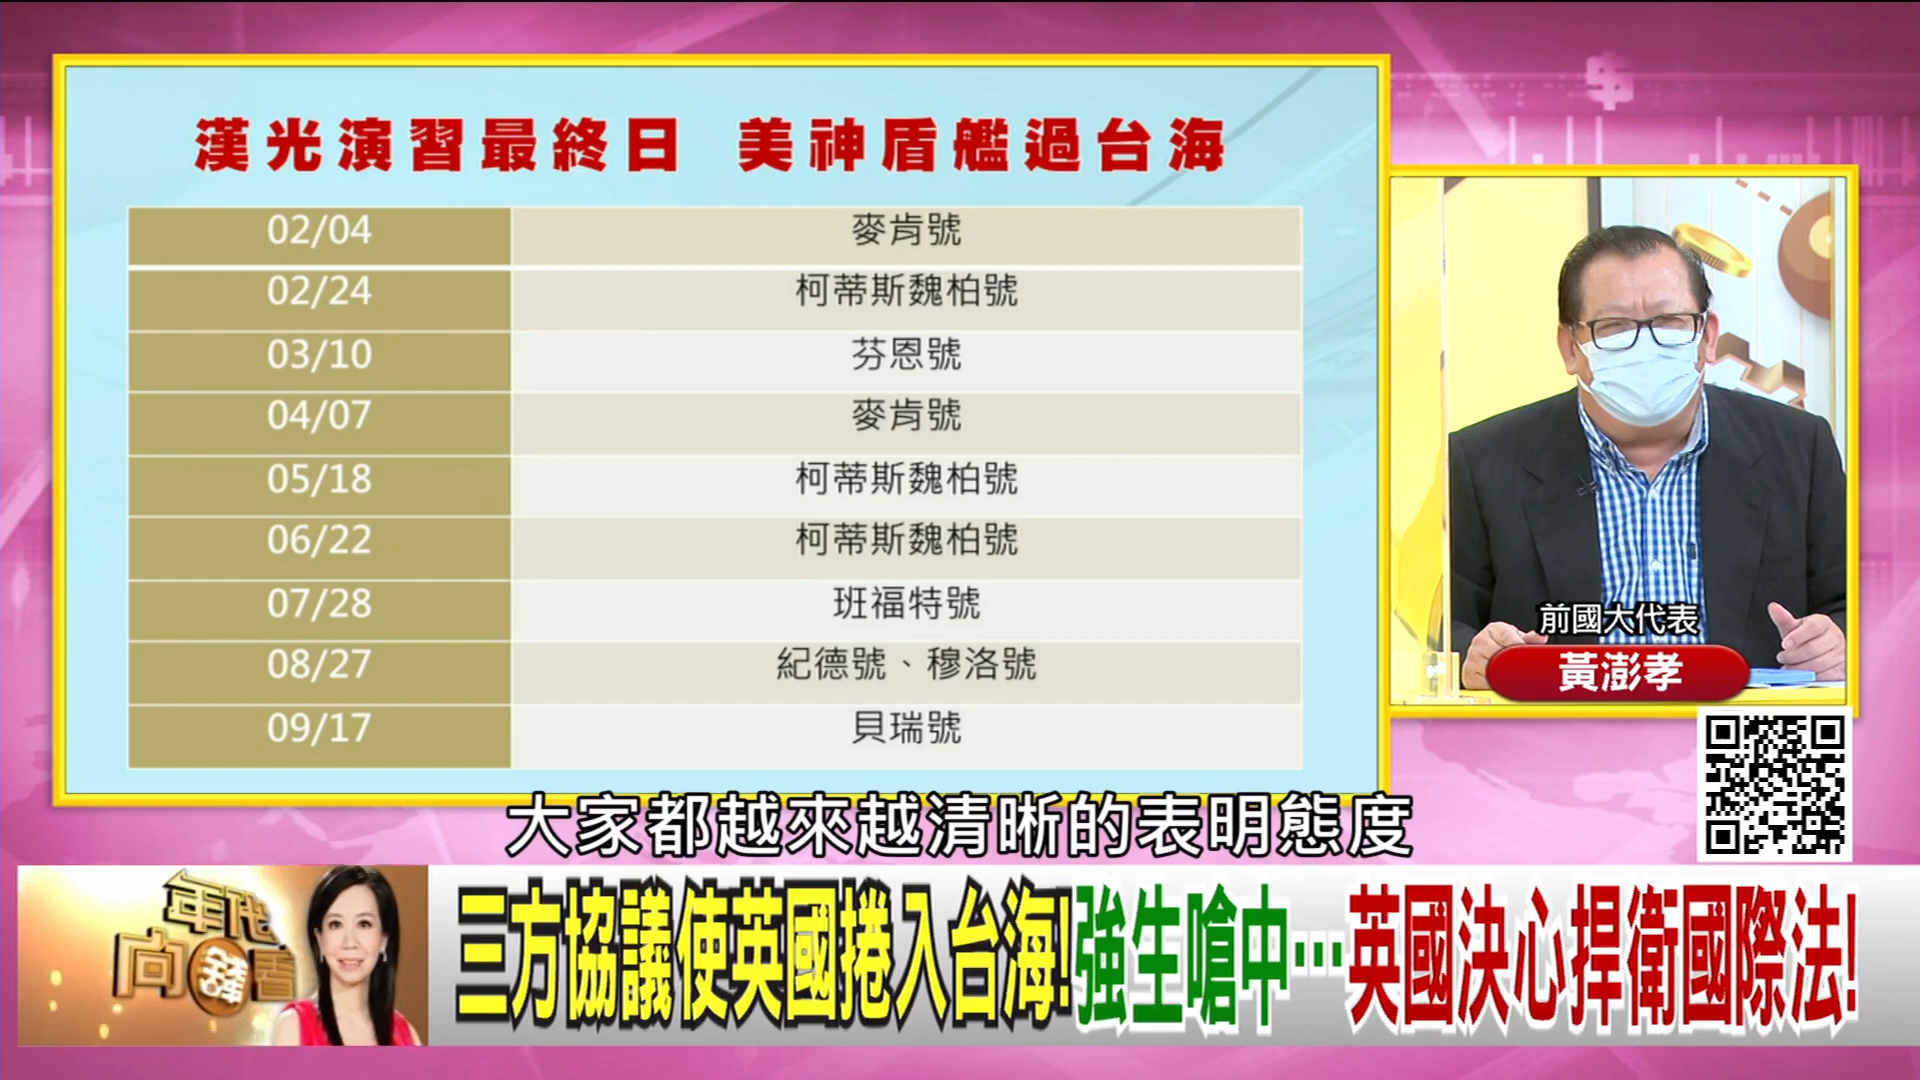 漢光演習最終日 美神盾艦過台海
02/04 麥肯號
02/24 柯蒂斯魏柏號
03/10 芬恩號
04/07 麥肯號
05/18 柯蒂斯魏柏號
06/22 柯蒂斯魏柏號
07/28 班福特號
08/27 紀德號、穆洛號
09/17 貝瑞號
前國大代表
黃澎孝
大家都越來越清晰的表明態度
年代
向錢看
三方協議使英國捲入台海!強生嗆中…英國決心捍衛國際法!